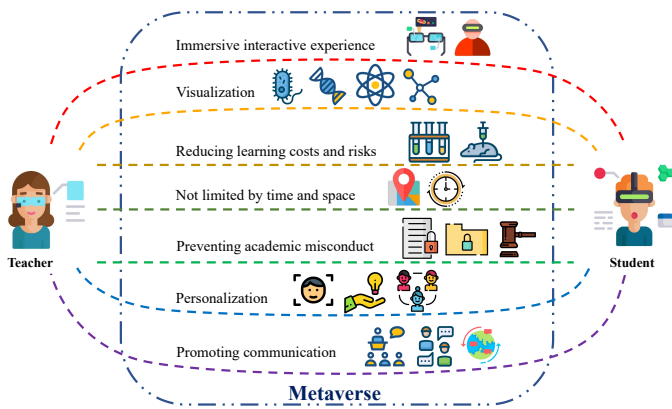 Immersive interactive experience
Visualization
Reducing learning costs and risks
Not limited by time and space
Preventing academic misconduct
Teacher
Student
Personalization
Promoting communication
Metaverse